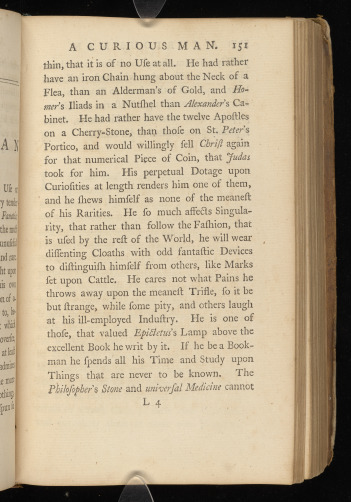 A CURIOUS MAN. 151
thin, that it is of no Uſe at all. He had rather
have an iron Chain hung about the Neck of a
Flea, than an Alderman's of Gold, and Ho-
mer's Iliads in a Nutſhel than Alexander's Ca-
binet. He had rather have the twelve Apoſtles
on a Cherry-Stone, than thoſe on St. Peter's
Portico, and would willingly ſell Chriſt again
for that numerical Piece of Coin, that Judas
took for him. His perpetual Dotage upon
Curioſities at length renders him one of them,
and he ſhews himſelf as none of the meaneſt
of his Rarities. He ſo much affects Singula-
rity, that rather than follow the Faſhion, that
is uſed by the reſt of the World, he will wear
diſſenting Cloaths with odd fantaſtic Devices
to diſtinguiſh himſelf from others, like Marks
ſet upon Cattle. He cares not what Pains he
throws away upon the meaneſt Trifle, ſo it be
but ſtrange, while ſome pity, and others laugh
at his ill-employed Induſtry. He is one of
thoſe, that valued Epictetus's Lamp above the
excellent Book he writ by it. If he be a Book-
man he ſpends all his Time and Study upon
Things that are never to be known. The
Philoſopher's Stone and univerſal Medicine cannot
L 4